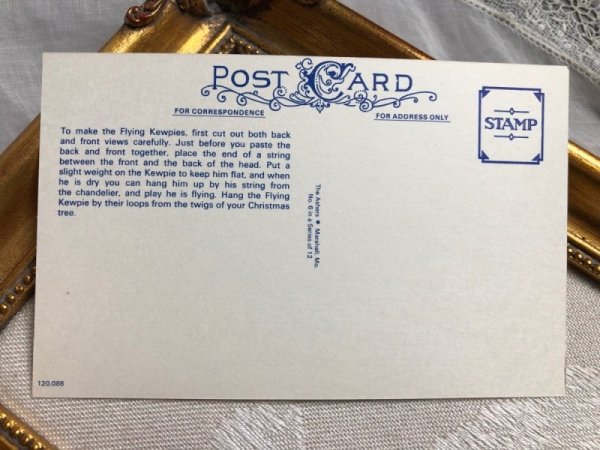 POST CARD
FOR CORRESPONDENCE
FOR ADDRESS ONLY
STAMP
To make the Flying Kewpies, first cut out both back
and front views carefully. Just before you paste the
back and front together, place the end of a string
between the front and the back of the head. Put a
slight weight on the Kewpie to keep him flat, and when
he is dry you can hang him up by his string from
the chandelier, and play he is flying. Hang the Flying
Kewpie by their loops from the twigs of your Christmas
tree.
The Ashers ★ Marshall, Mo.
No. 6 in a Series of 12
120,086